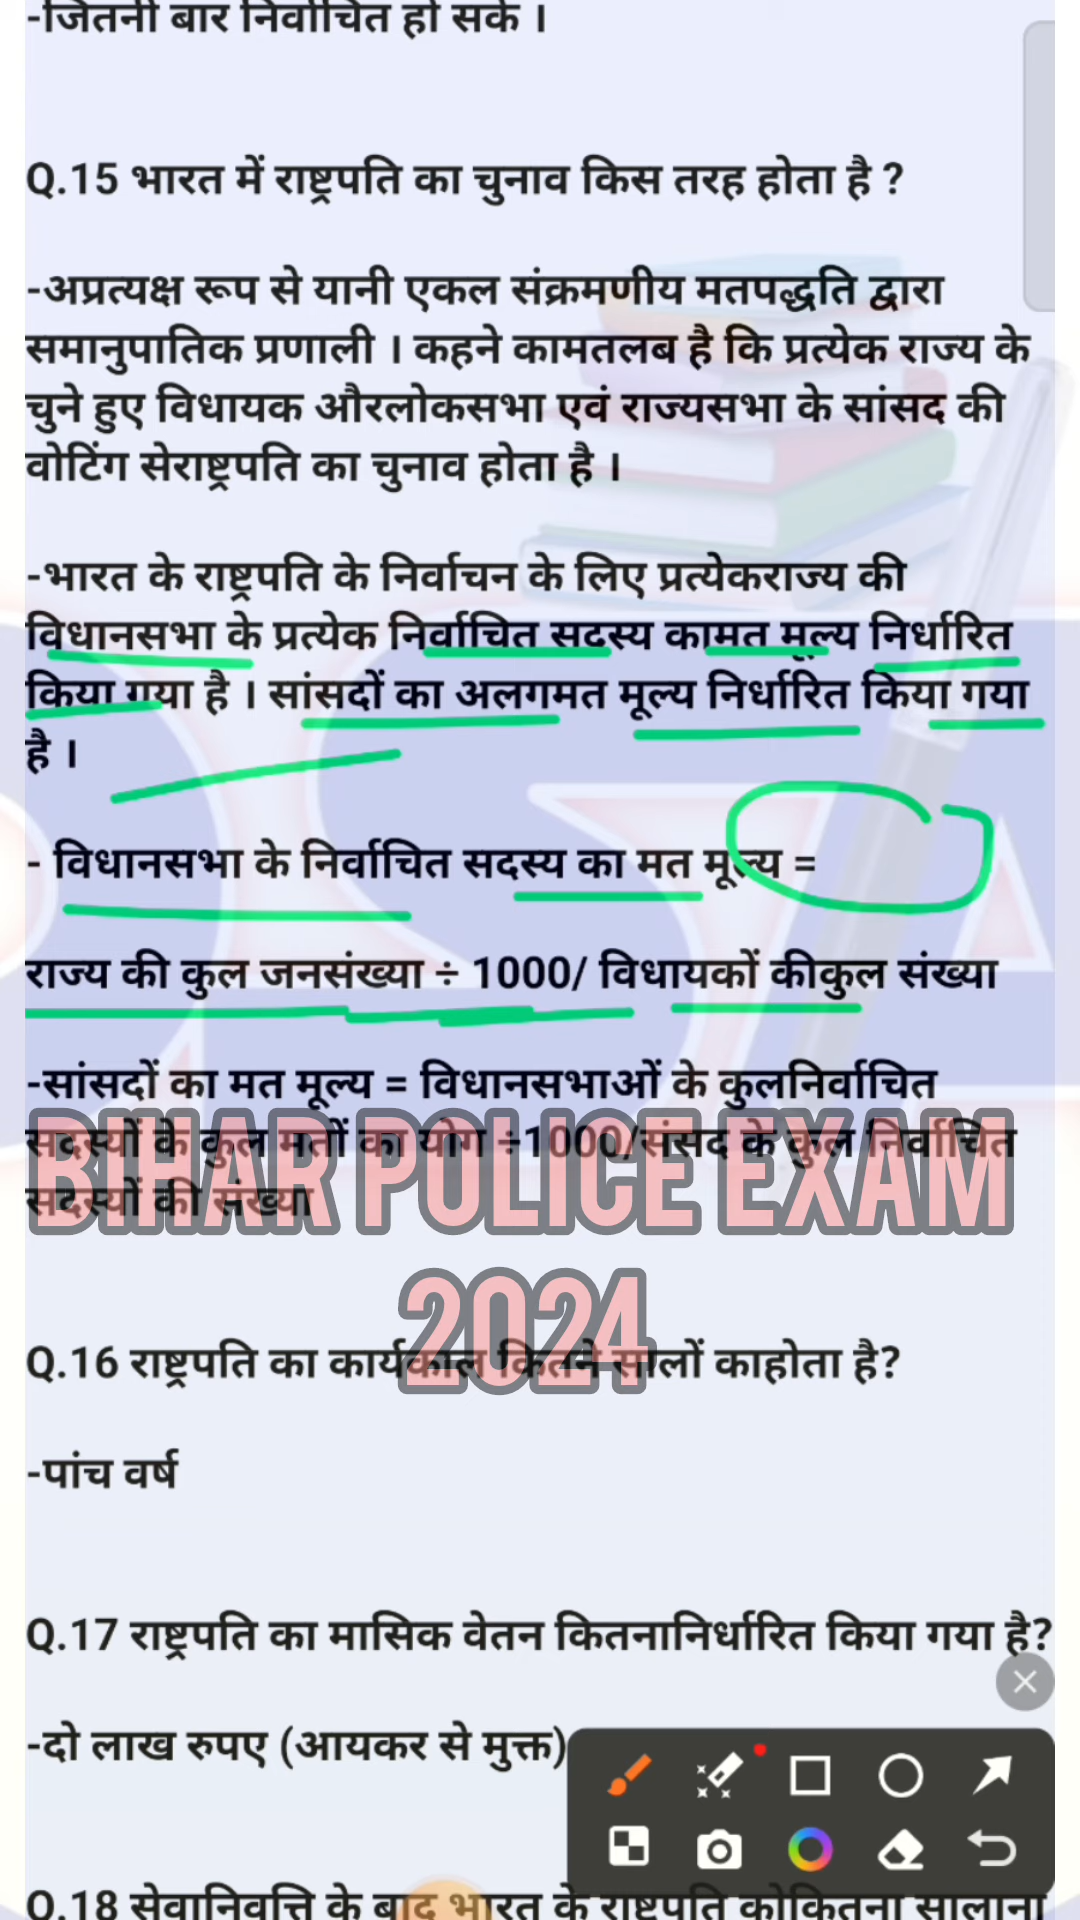 -जितनी बार निर्वाचित हो सके ।
Q.15 भारत में राष्ट्रपति का चुनाव किस तरह होता है ?
-अप्रत्यक्ष रूप से यानी एकल संक्रमणीय मतपद्धति द्वारा
समानुपातिक प्रणाली । कहने कामतलब है कि प्रत्येक राज्य के
चुने हुए विधायक औरलोकसभा एवं राज्यसभा के सांसद की
वोटिंग सेराष्ट्रपति का चुनाव होता है ।
-भारत के राष्ट्रपति के निर्वाचन के लिए प्रत्येकराज्य की
विधानसभा के प्रत्येक निर्वाचित सदस्य कामत मूल्य निर्धारित
किया गया है । सांसदों का अलगमत मूल्य निर्धारित किया गया
है ।
- विधानसभा के निर्वाचित सदस्य का मत मूल्य =
राज्य की कुल जनसंख्या ÷ 1000/ विधायकों कीकुल संख्या
-सांसदों का मत मूल्य = विधानसभाओं के कुलनिर्वाचित
सदस्यों के कुल मतों का योग ÷1000/संसद के कुल निर्वाचित
सदस्यों की संख्या
BIHAR POLICE EXAM
2024
Q.16 राष्ट्रपति का कार्यकाल कितने सालों काहोता है?
-पांच वर्ष
Q.17 राष्ट्रपति का मासिक वेतन कितनानिर्धारित किया गया है?
-दो लाख रुपए (आयकर से मुक्त)
Q.18 सेवानिवृत्ति के बाद भारत के राष्ट्रपति कोकितना सालाना